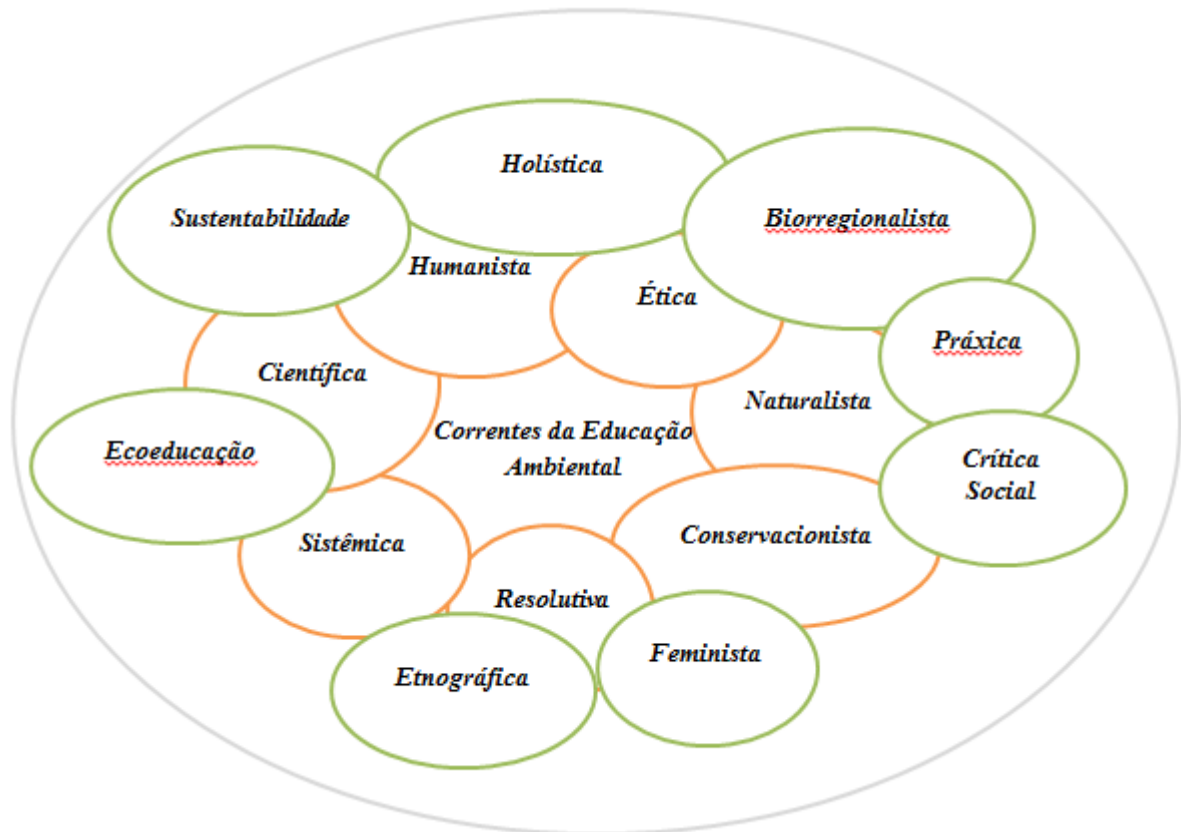 Holística
Sustentabilidade
Biorregionalista
Humanista
Ética
Práxica
Científica
Naturalista
Correntes da Educação
Ambiental
Ecoeducação
Crítica
Social
Sistêmica
Conservacionista
Resolutiva
Feminista
Etnográfica